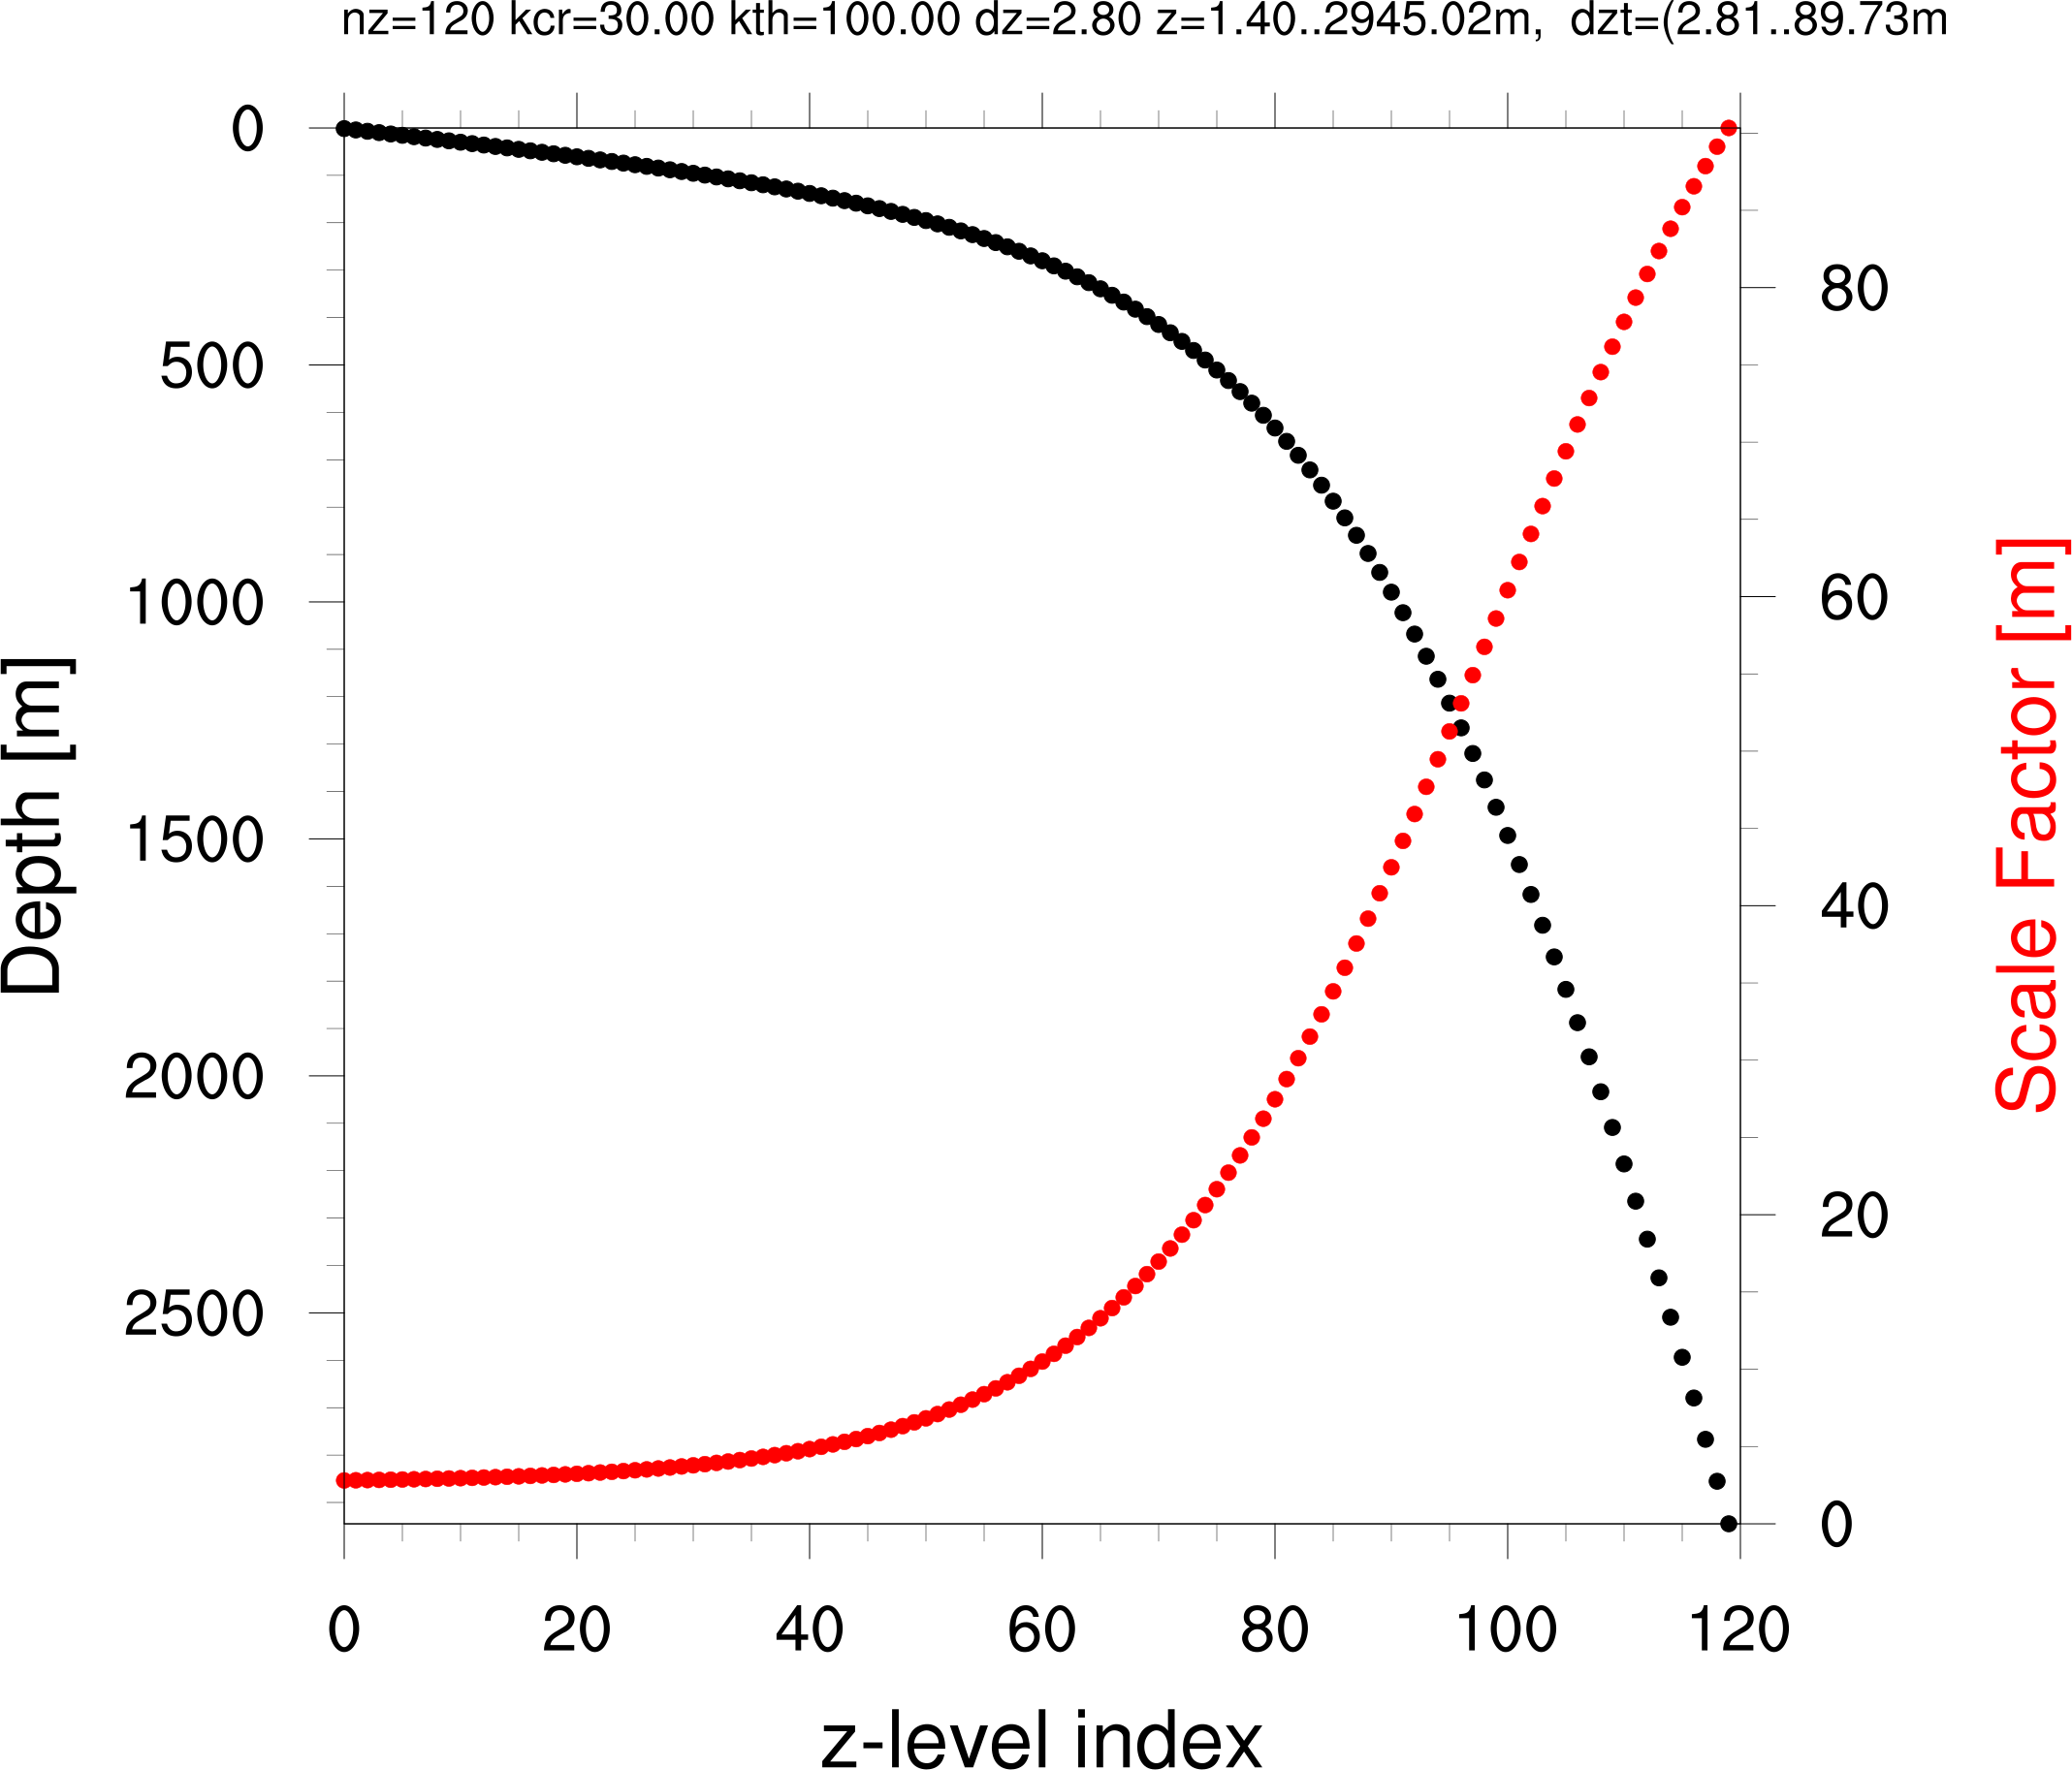 nz=120 kcr=30.00 kth=100.00 dz=2.80 z=1.40..2945.02m, dzt=(2.81..89.73m
0
500
1000
1500
2000
2500
Depth [m]
80
60
40
20
0
Scale Factor [m]
0 20 40 60 80 100 120
z-level index